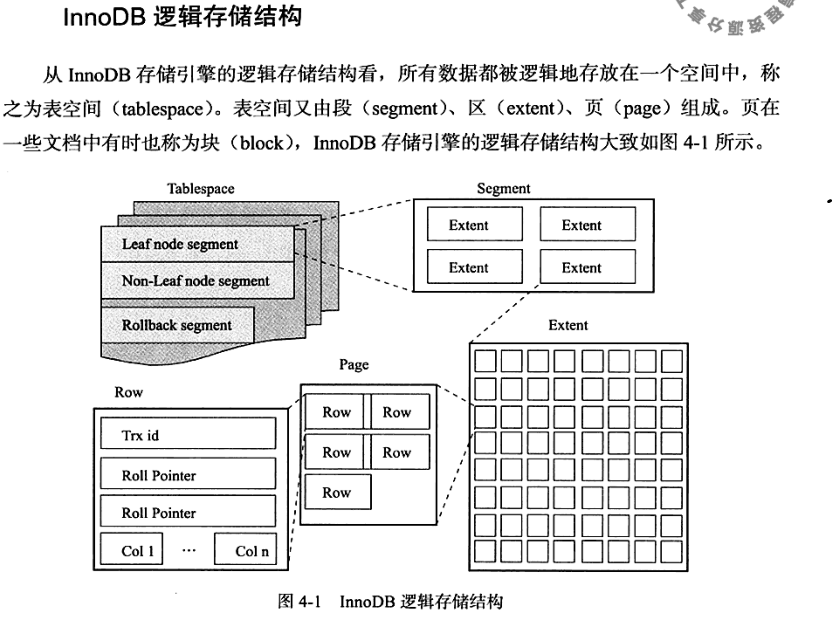 InnoDB 逻辑存储结构
从 InnoDB 存储引擎的逻辑存储结构看，所有数据都被逻辑地存放在一个空间中，称
之为表空间（tablespace）。表空间又由段（segment）、区（extent）、页（page）组成。页在
一些文档中有时也称为块（block），InnoDB 存储引擎的逻辑存储结构大致如图 4-1 所示。
Tablespace
Leaf node segment
Non-Leaf node segment
Rollback segment
Segment
Extent Extent
Extent Extent
Extent
Page
Row Row
Row Row
Row
Row
Trx id
Roll Pointer
Roll Pointer
Col 1 … Col n
图 4-1 InnoDB 逻辑存储结构